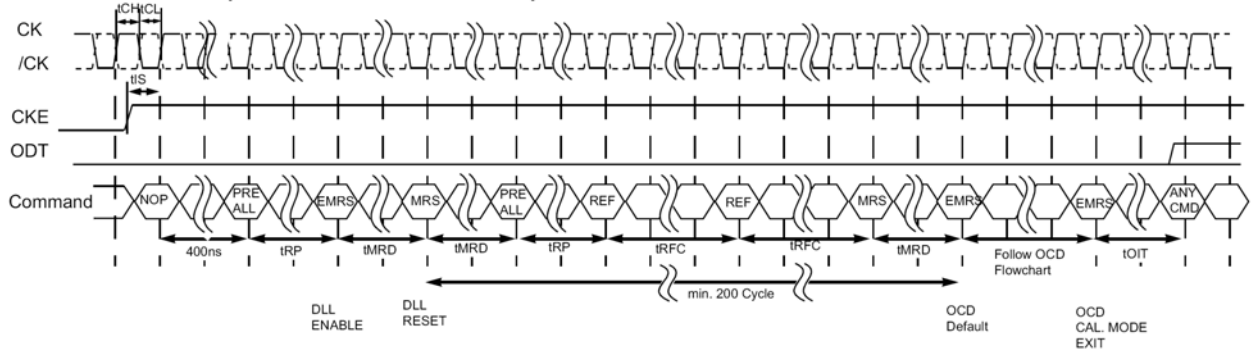 tCH tCL
CK
/CK
tIS
CKE
ODT
Command NOP PRE ALL EMRS MRS PRE ALL REF REF MRS EMRS EMRS ANY CMD
400ns tRP tMRD tMRD tRP tRFC tRFC tMRD Follow OCD Flowchart tOIT
min. 200 Cycle
DLL ENABLE
DLL RESET
OCD Default
OCD CAL. MODE EXIT